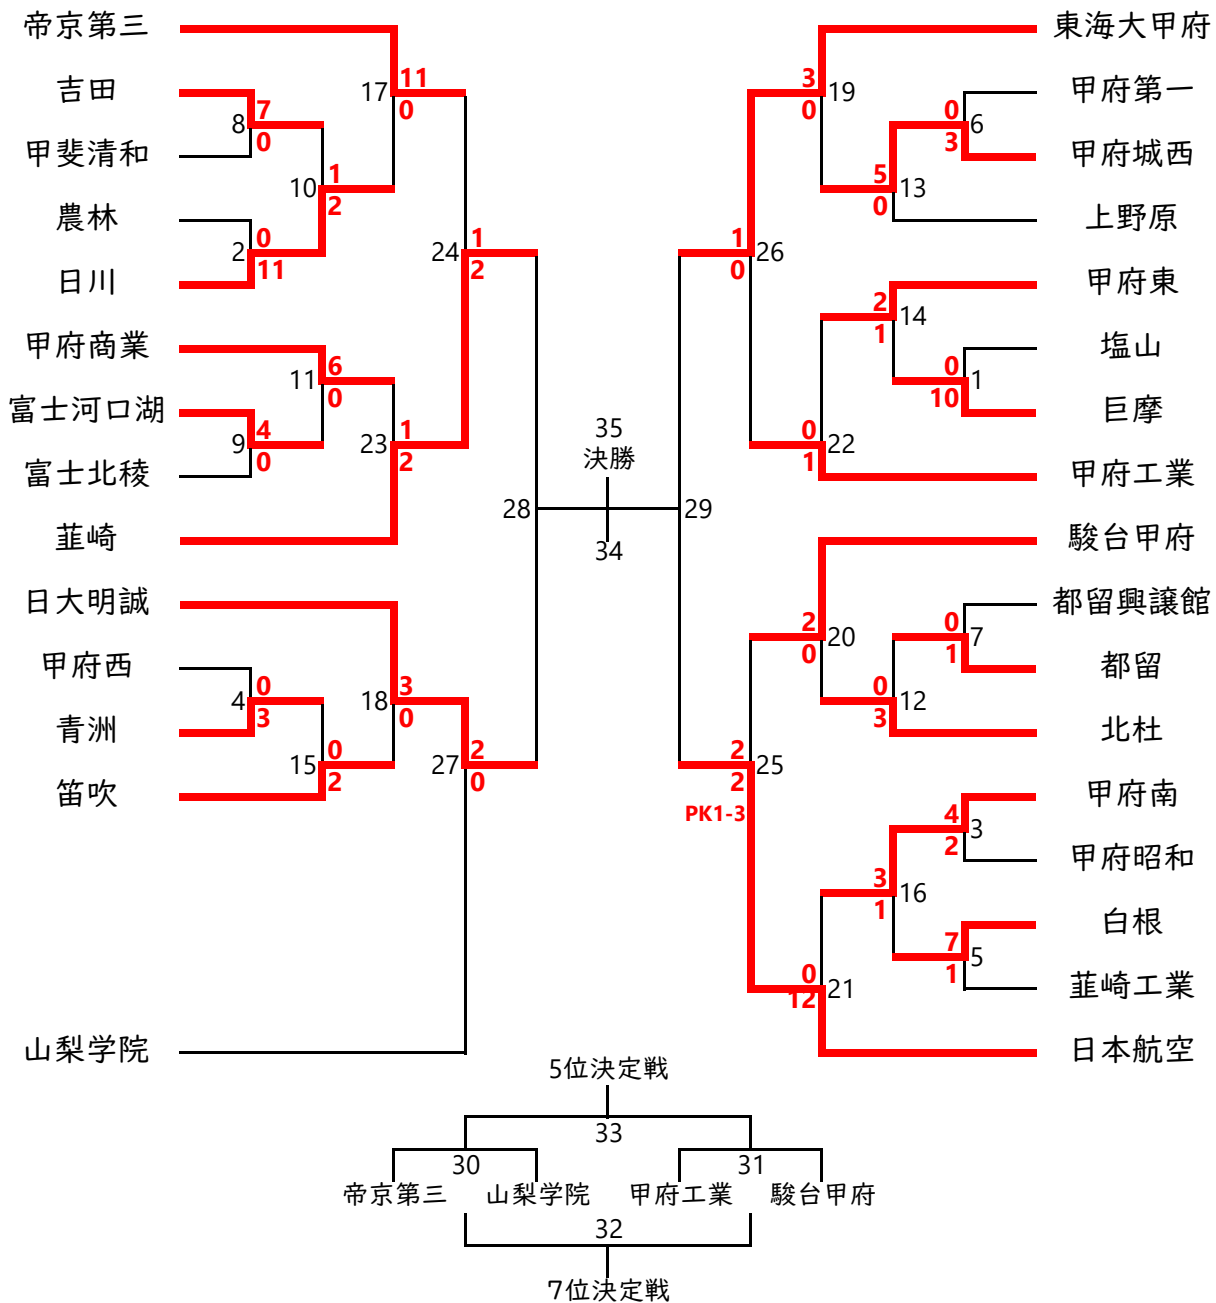 帝京第三
吉田
甲斐清和
農林
日川
甲府商業
富士河口湖
富士北稜
韮崎
日大明誠
甲府西
青洲
笛吹
山梨学院
8
7
0
2
0
11
9
4
0
4
0
3
10
1
2
11
6
0
15
0
2
17
11
0
23
1
2
18
3
0
24
1
2
27
2
0
28
35
決勝
34
29
1
0
26
2
2
25
PK1-3
3
0
19
0
1
22
2
0
20
0
12
21
5
0
13
2
1
14
0
3
12
3
1
16
0
3
6
0
10
1
0
1
7
4
2
3
7
1
5
東海大甲府
甲府第一
甲府城西
上野原
甲府東
塩山
巨摩
甲府工業
駿台甲府
都留興譲館
都留
北杜
甲府南
甲府昭和
白根
韮崎工業
日本航空
5位決定戦
33
30
31
帝京第三 山梨学院 甲府工業 駿台甲府
32
7位決定戦